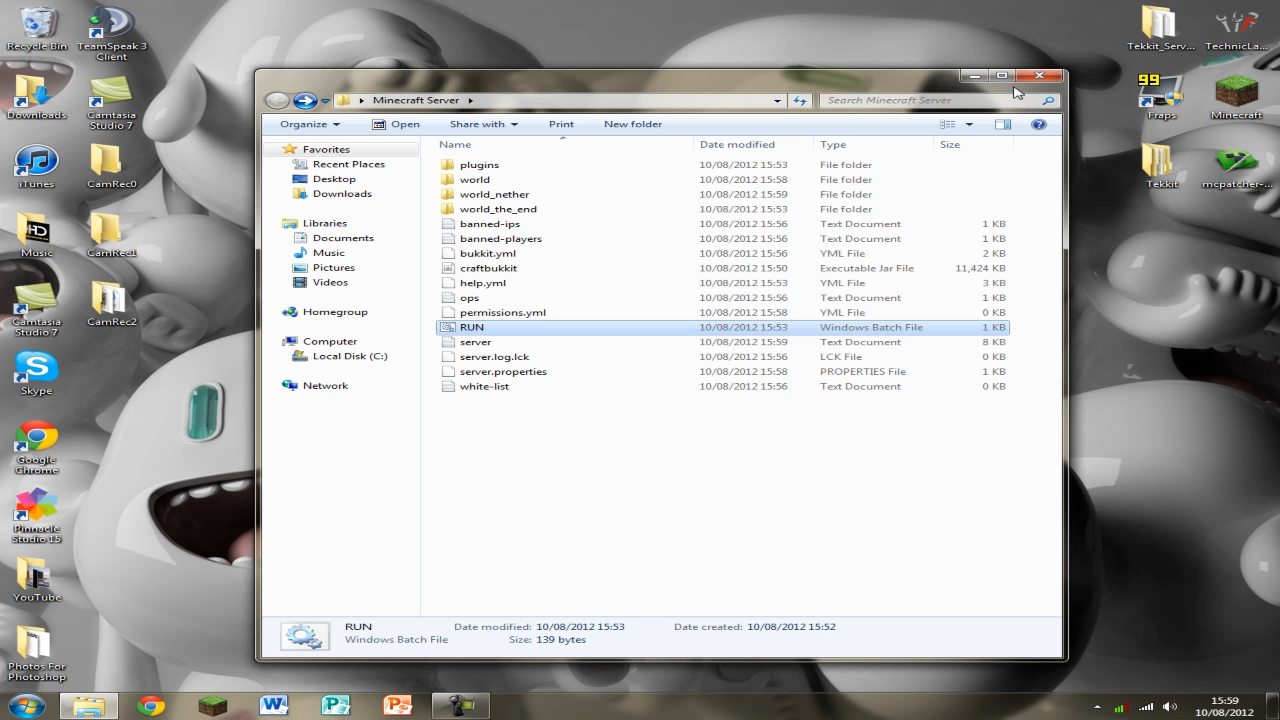 Recycle Bin
TeamSpeak 3
Client
Downloads
Camtasia
Studio 7
iTunes
CamRec0
HD
Music
CamRec1
Camtasia
Studio 7
CamRec2
Skype
Google
Chrome
Pinnacle
Studio 15
YouTube
Photos For
Photoshop
Tekkit_Serv...
TechnicLa...
99
Fraps
Minecraft
Tekkit
mcpatcher-...
Minecraft Server
Search Minecraft Server
Organize Open Share with Print New folder
Favorites
Recent Places
Desktop
Downloads
Libraries
Documents
Music
Pictures
Videos
Homegroup
Computer
Local Disk (C:)
Network
Name Date modified Type Size
plugins 10/08/2012 15:53 File folder
world 10/08/2012 15:58 File folder
world_nether 10/08/2012 15:59 File folder
world_the_end 10/08/2012 15:53 File folder
banned-ips 10/08/2012 15:56 Text Document 1 KB
banned-players 10/08/2012 15:56 Text Document 1 KB
bukkit.yml 10/08/2012 15:56 YML File 2 KB
craftbukkit 10/08/2012 15:50 Executable Jar File 11,424 KB
help.yml 10/08/2012 15:53 YML File 3 KB
ops 10/08/2012 15:56 Text Document 1 KB
permissions.yml 10/08/2012 15:56 YML File 0 KB
RUN 10/08/2012 15:53 Windows Batch File 1 KB
server 10/08/2012 15:59 Text Document 8 KB
server.log.lck 10/08/2012 15:56 LCK File 0 KB
server.properties 10/08/2012 15:58 PROPERTIES File 1 KB
white-list 10/08/2012 15:56 Text Document 0 KB
RUN Date modified: 10/08/2012 15:53 Date created: 10/08/2012 15:52
Windows Batch File Size: 139 bytes
15:59
10/08/2012